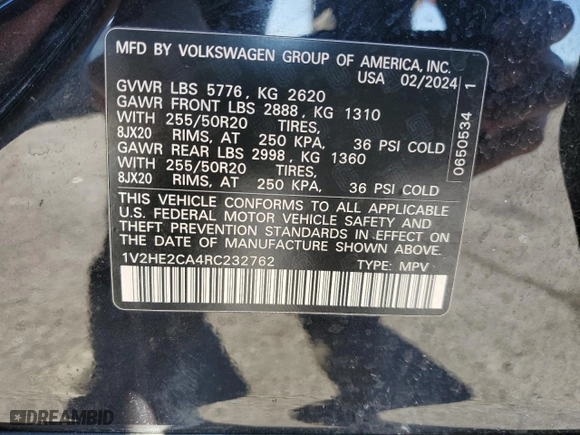 MFD BY VOLKSWAGEN GROUP OF AMERICA, INC.
USA 02/2024
GVWR LBS 5776, KG 2620
GAWR FRONT LBS 2888, KG 1310
WITH 255/50R20 TIRES,
8JX20 RIMS, AT 250 KPA, 36 PSI COLD
GAWR REAR LBS 2998, KG 1360
WITH 255/50R20 TIRES,
8JX20 RIMS, AT 250 KPA, 36 PSI COLD
THIS VEHICLE CONFORMS TO ALL APPLICABLE
U.S. FEDERAL MOTOR VEHICLE SAFETY AND
THEFT PREVENTION STANDARDS IN EFFECT ON
THE DATE OF MANUFACTURE SHOWN ABOVE.
1V2HE2CA4RC232762 TYPE: MPV
0650534 1
DREAMBID